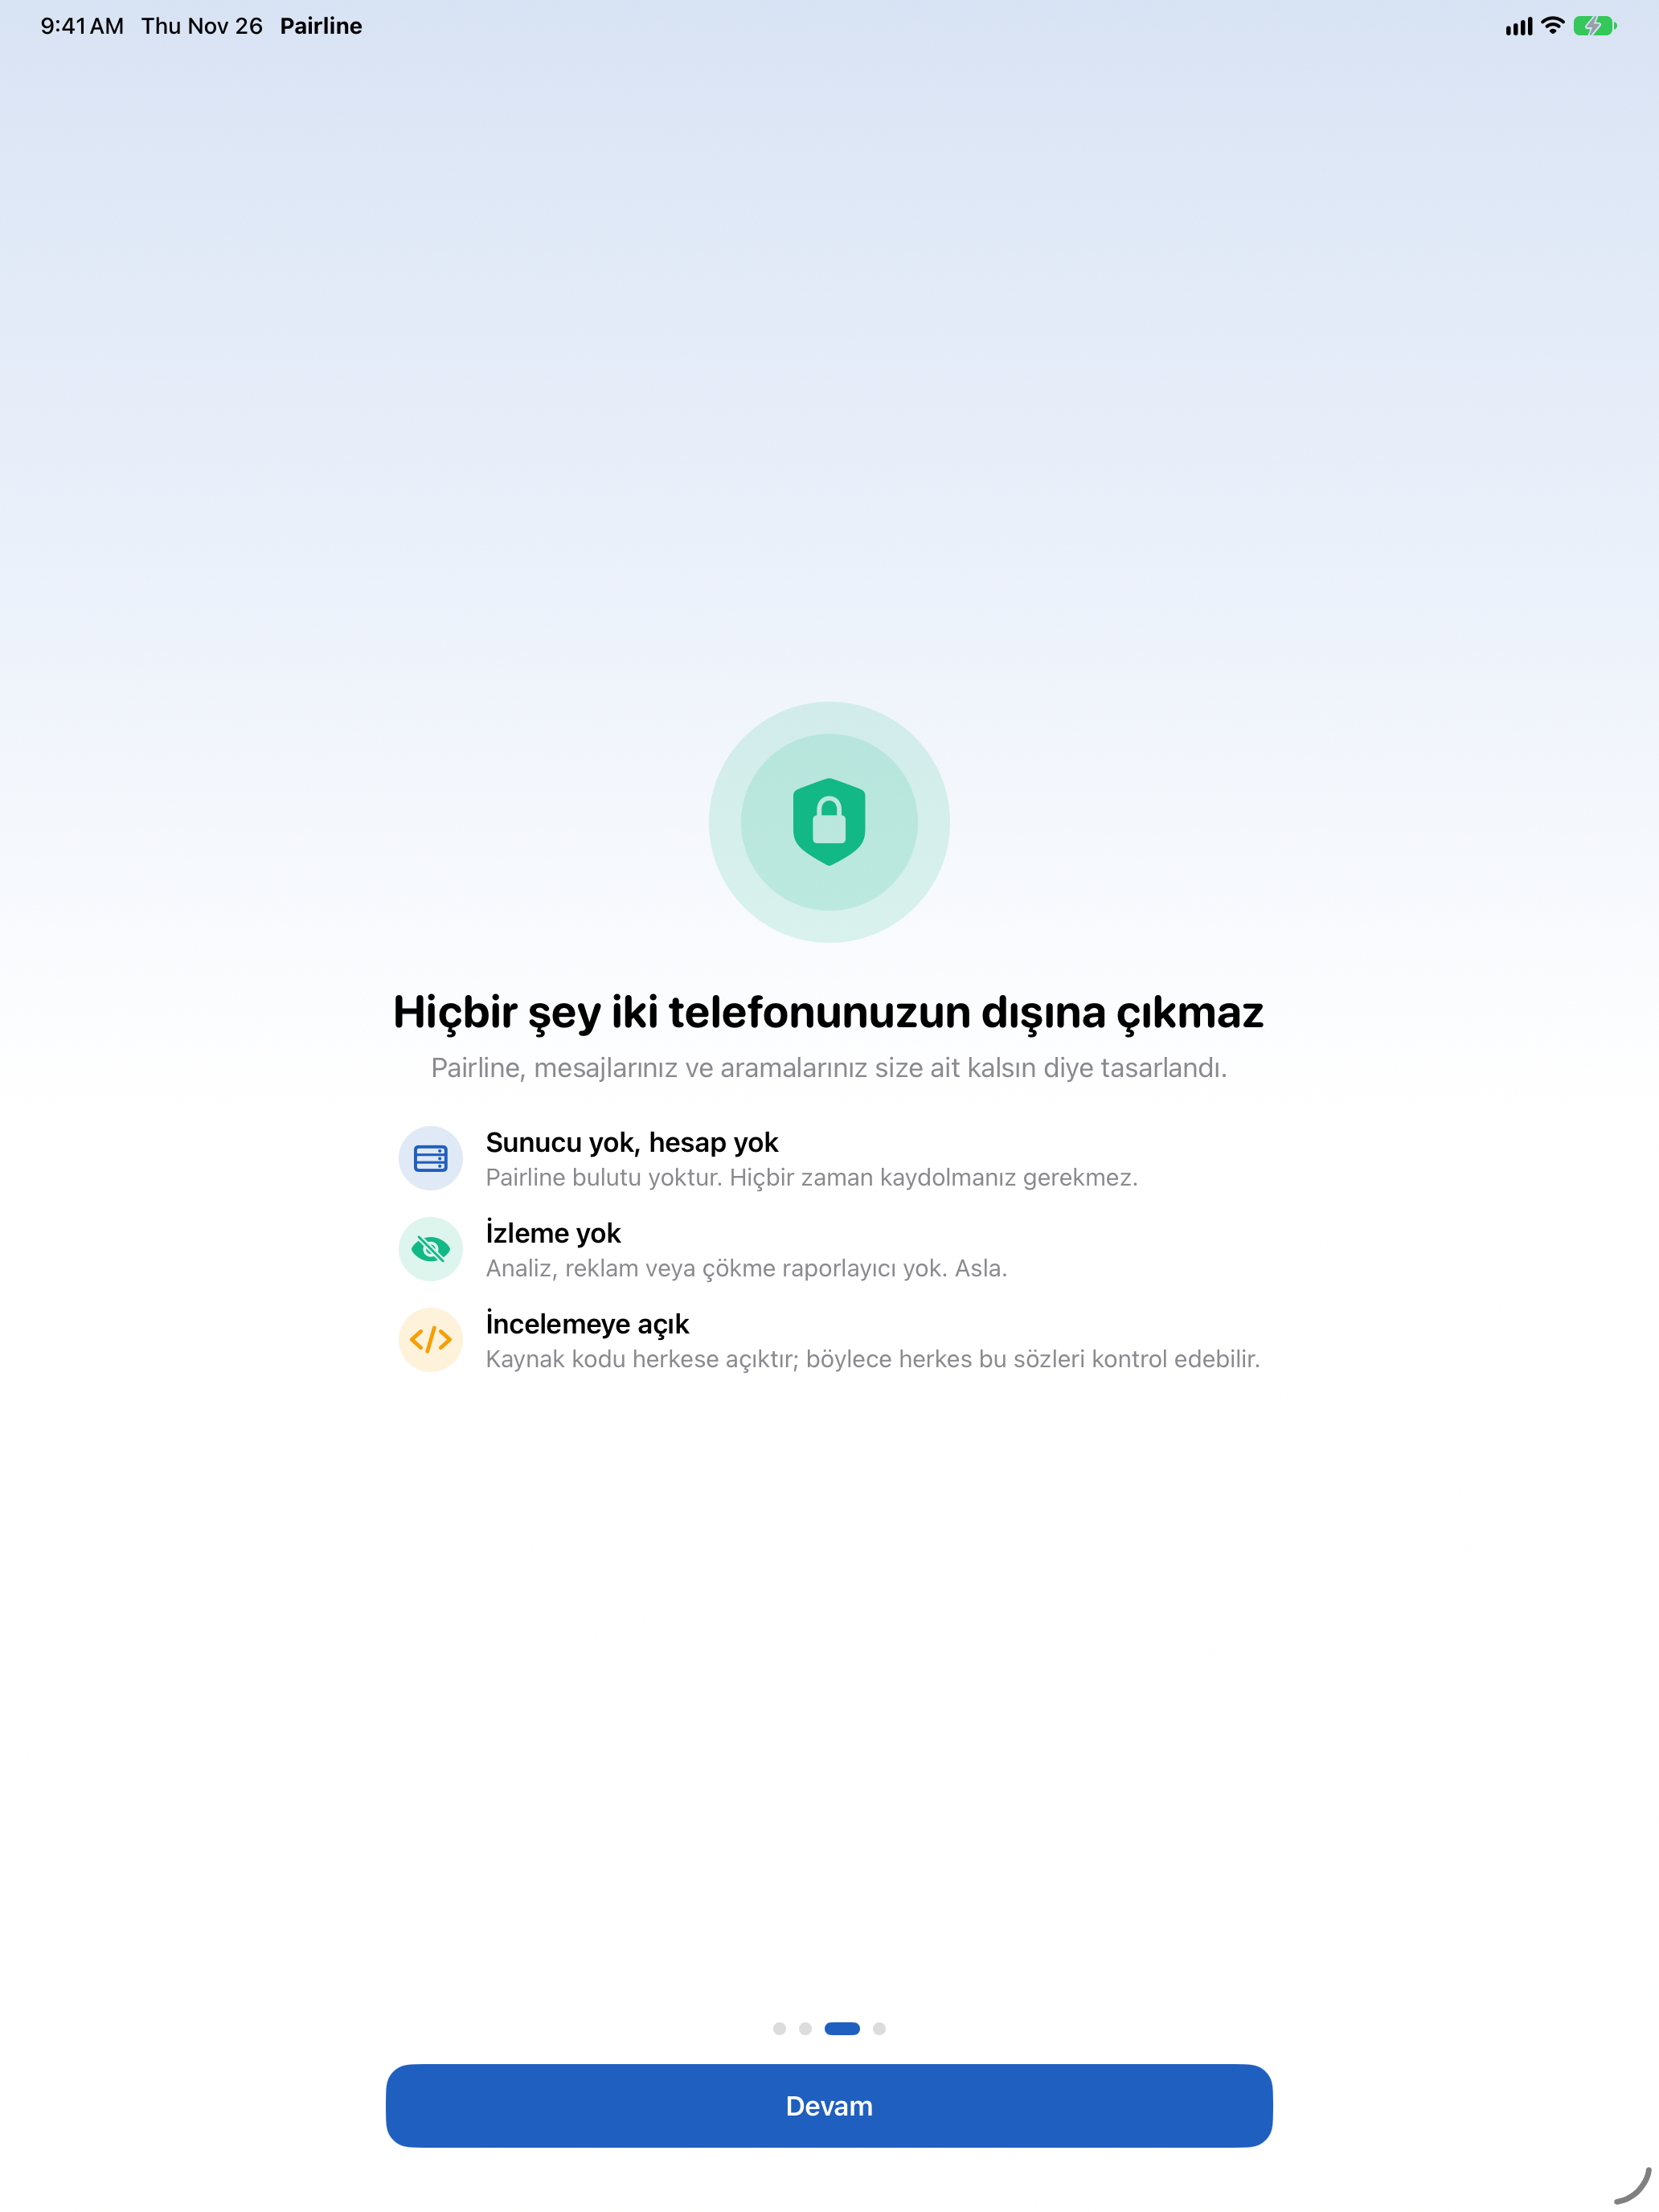 9:41 AM Thu Nov 26 Pairline
Hiçbir şey iki telefonunuzun dışına çıkmaz
Pairline, mesajlarınız ve aramalarınız size ait kalsın diye tasarlandı.
Sunucu yok, hesap yok
Pairline bulutu yoktur. Hiçbir zaman kaydolmanız gerekmez.
İzleme yok
Analiz, reklam veya çökme raporlayıcı yok. Asla.
İncelemeye açık
Kaynak kodu herkese açıktır; böylece herkes bu sözleri kontrol edebilir.
Devam